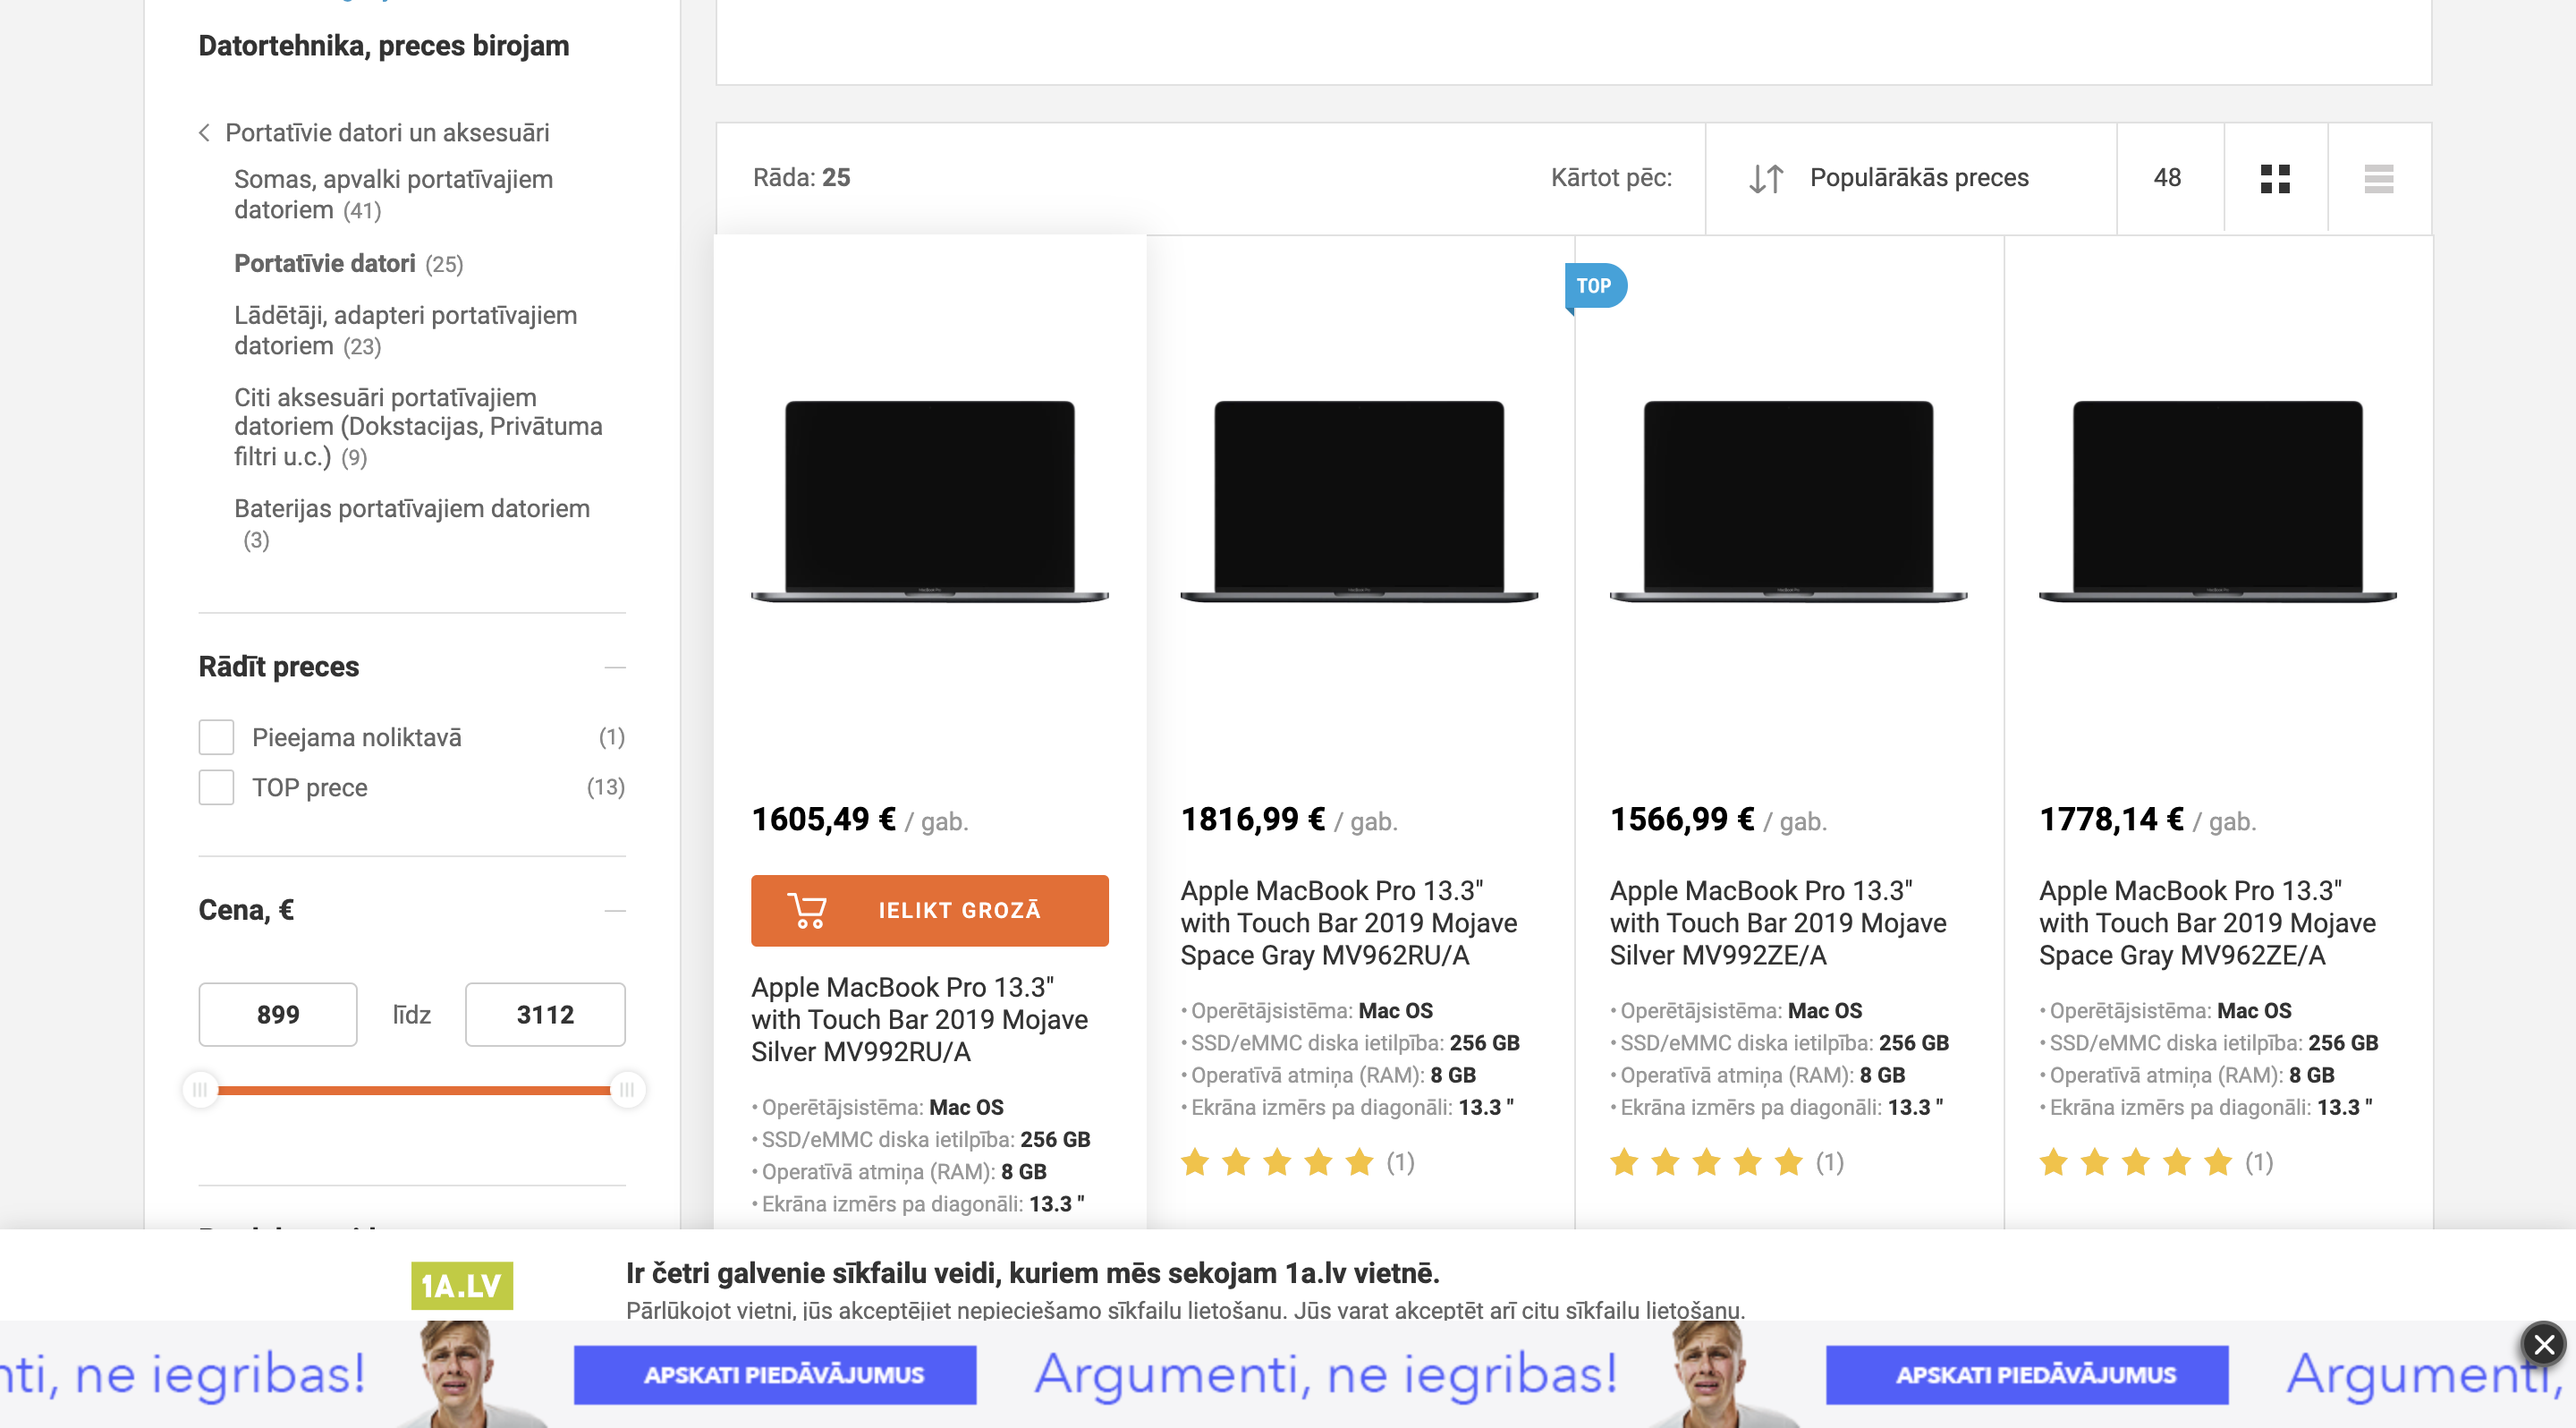 Datortehnika, preces birojam
Portatīvie datori un aksesuāri
Somas, apvalki portatīvajiem
datoriem (41)
Portatīvie datori (25)
Lādētāji, adapteri portatīvajiem
datoriem (23)
Citi aksesuāri portatīvajiem
datoriem (Dokstacijas, Privātuma
filtri u.c.) (9)
Baterijas portatīvajiem datoriem
(3)
Rādīt preces
Pieejama noliktavā (1)
TOP prece (13)
Cena, €
899 līdz 3112
Rāda: 25
Kārtot pēc:
Populārākās preces
48
1605,49 € / gab.
IELIKT GROZĀ
Apple MacBook Pro 13.3"
with Touch Bar 2019 Mojave
Silver MV992RU/A
• Operētājsistēma: Mac OS
• SSD/eMMC diska ietilpība: 256 GB
• Operatīvā atmiņa (RAM): 8 GB
• Ekrāna izmērs pa diagonāli: 13.3 "
1816,99 € / gab.
Apple MacBook Pro 13.3"
with Touch Bar 2019 Mojave
Space Gray MV962RU/A
• Operētājsistēma: Mac OS
• SSD/eMMC diska ietilpība: 256 GB
• Operatīvā atmiņa (RAM): 8 GB
• Ekrāna izmērs pa diagonāli: 13.3 "
(1)
TOP
1566,99 € / gab.
Apple MacBook Pro 13.3"
with Touch Bar 2019 Mojave
Silver MV992ZE/A
• Operētājsistēma: Mac OS
• SSD/eMMC diska ietilpība: 256 GB
• Operatīvā atmiņa (RAM): 8 GB
• Ekrāna izmērs pa diagonāli: 13.3 "
(1)
1778,14 € / gab.
Apple MacBook Pro 13.3"
with Touch Bar 2019 Mojave
Space Gray MV962ZE/A
• Operētājsistēma: Mac OS
• SSD/eMMC diska ietilpība: 256 GB
• Operatīvā atmiņa (RAM): 8 GB
• Ekrāna izmērs pa diagonāli: 13.3 "
(1)
1A.LV
Ir četri galvenie sīkfailu veidi, kuriem mēs sekojam 1a.lv vietnē.
Pārlūkojot vietni, jūs akceptējiet nepieciešamo sīkfailu lietošanu. Jūs varat akceptēt arī citu sīkfailu lietošanu.
nti, ne iegribas!
APSKATI PIEDĀVĀJUMUS
Argumenti, ne iegribas!
APSKATI PIEDĀVĀJUMUS
Argumenti,